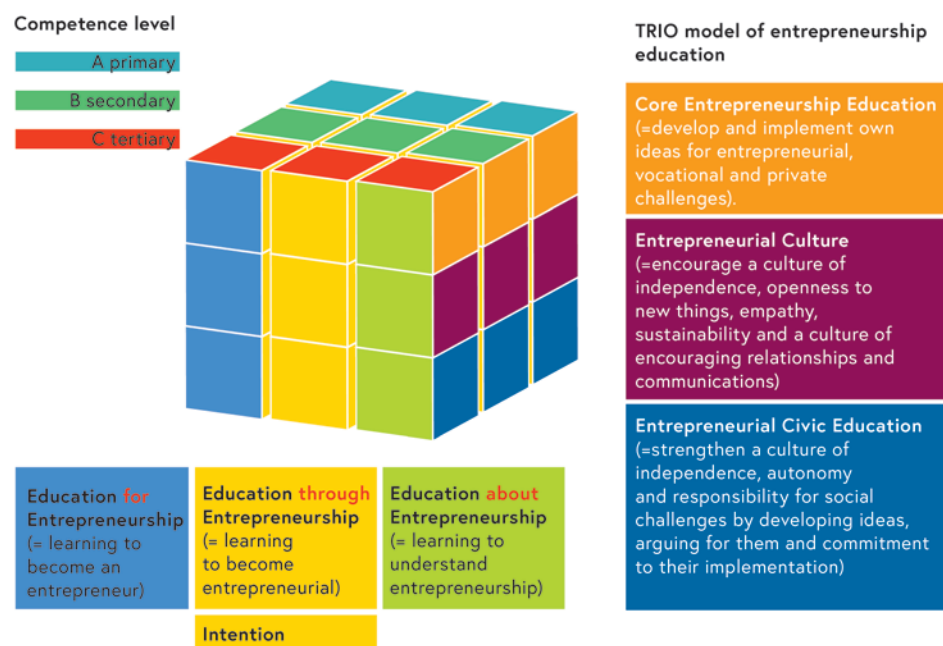 Competence level
A primary
B secondary
C tertiary
TRIO model of entrepreneurship
education
Core Entrepreneurship Education
(=develop and implement own
ideas for entrepreneurial,
vocational and private
challenges).
Entrepreneurial Culture
(=encourage a culture of
independence, openness to
new things, empathy,
sustainability and a culture of
encouraging relationships and
communications)
Entrepreneurial Civic Education
(=strengthen a culture of
independence, autonomy
and responsibility for social
challenges by developing ideas,
arguing for them and commitment
to their implementation)
Education for
Entrepreneurship
(= learning to
become an
entrepreneur)
Education through
Entrepreneurship
(= learning
to become
entrepreneurial)
Education about
Entrepreneurship
(= learning to
understand
entrepreneurship)
Intention